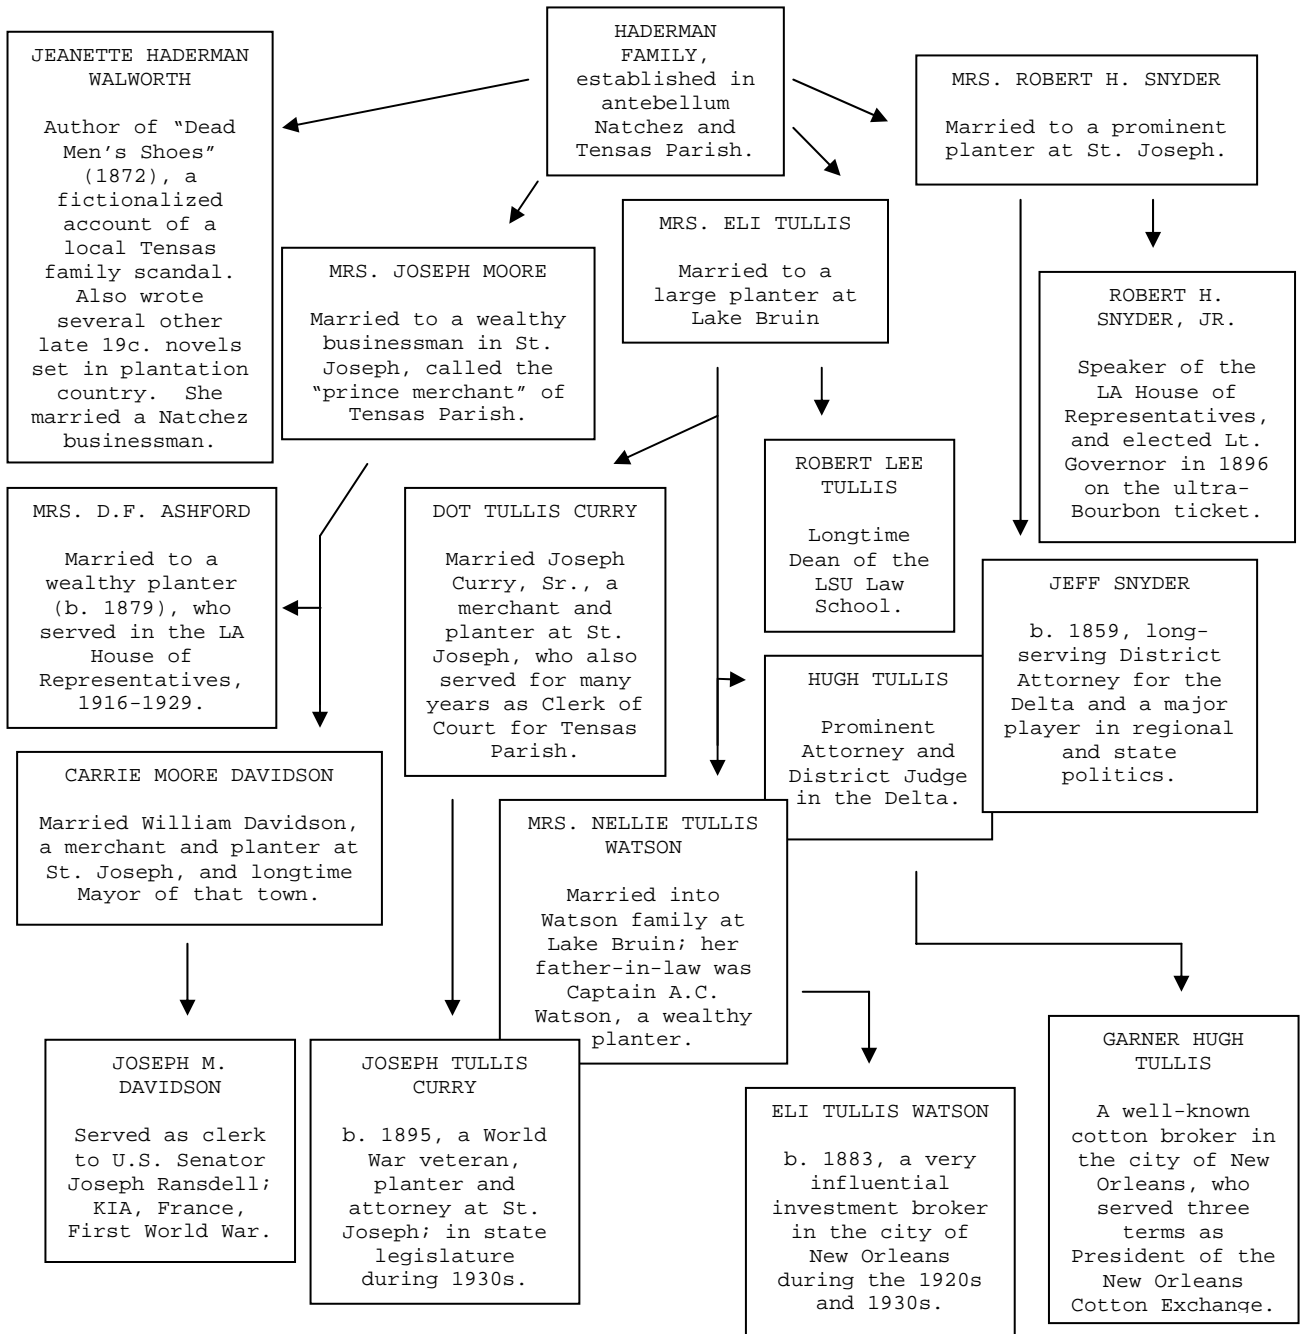 HADERMAN
FAMILY,
established in
antebellum
Natchez and
Tensas Parish.
JEANETTE HADERMAN
WALWORTH
Author of “Dead
Men’s Shoes”
(1872), a
fictionalized
account of a
local Tensas
family scandal.
Also wrote
several other
late 19c. novels
set in plantation
country. She
married a Natchez
businessman.
MRS. ROBERT H. SNYDER
Married to a prominent
planter at St. Joseph.
MRS. ELI TULLIS
Married to a
large planter at
Lake Bruin
MRS. JOSEPH MOORE
Married to a wealthy
businessman in St.
Joseph, called the
“prince merchant” of
Tensas Parish.
ROBERT H.
SNYDER, JR.
Speaker of the
LA House of
Representatives,
and elected Lt.
Governor in 1896
on the ultra-
Bourbon ticket.
ROBERT LEE
TULLIS
Longtime
Dean of the
LSU Law
School.
MRS. D.F. ASHFORD
Married to a
wealthy planter
(b. 1879), who
served in the LA
House of
Representatives,
1916-1929.
DOT TULLIS CURRY
Married Joseph
Curry, Sr., a
merchant and
planter at St.
Joseph, who also
served for many
years as Clerk of
Court for Tensas
Parish.
JEFF SNYDER
b. 1859, long-
serving District
Attorney for the
Delta and a major
player in regional
and state
politics.
HUGH TULLIS
Prominent
Attorney and
District Judge
in the Delta.
CARRIE MOORE DAVIDSON
Married William Davidson,
a merchant and planter at
St. Joseph, and longtime
Mayor of that town.
MRS. NELLIE TULLIS
WATSON
Married into
Watson family at
Lake Bruin; her
father-in-law was
Captain A.C.
Watson, a wealthy
planter.
JOSEPH M.
DAVIDSON
Served as clerk
to U.S. Senator
Joseph Ransdell;
KIA, France,
First World War.
JOSEPH TULLIS
CURRY
b. 1895, a World
War veteran,
planter and
attorney at St.
Joseph; in state
legislature
during 1930s.
ELI TULLIS WATSON
b. 1883, a very
influential
investment broker
in the city of
New Orleans
during the 1920s
and 1930s.
GARNER HUGH
TULLIS
A well-known
cotton broker in
the city of New
Orleans, who
served three
terms as
President of the
New Orleans
Cotton Exchange.